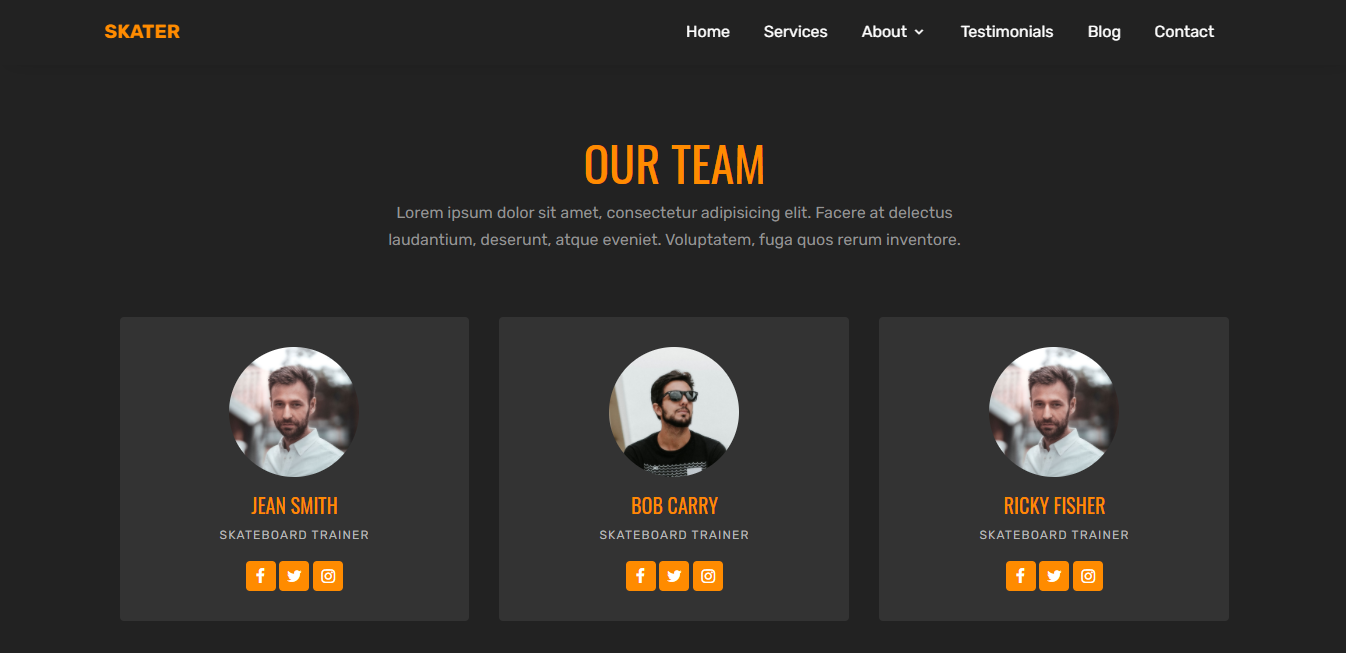 SKATER
Home Services About Testimonials Blog Contact
OUR TEAM
Lorem ipsum dolor sit amet, consectetur adipisicing elit. Facere at delectus
laudantium, deserunt, atque eveniet. Voluptatem, fuga quos rerum inventore.
JEAN SMITH
SKATEBOARD TRAINER
BOB CARRY
SKATEBOARD TRAINER
RICKY FISHER
SKATEBOARD TRAINER